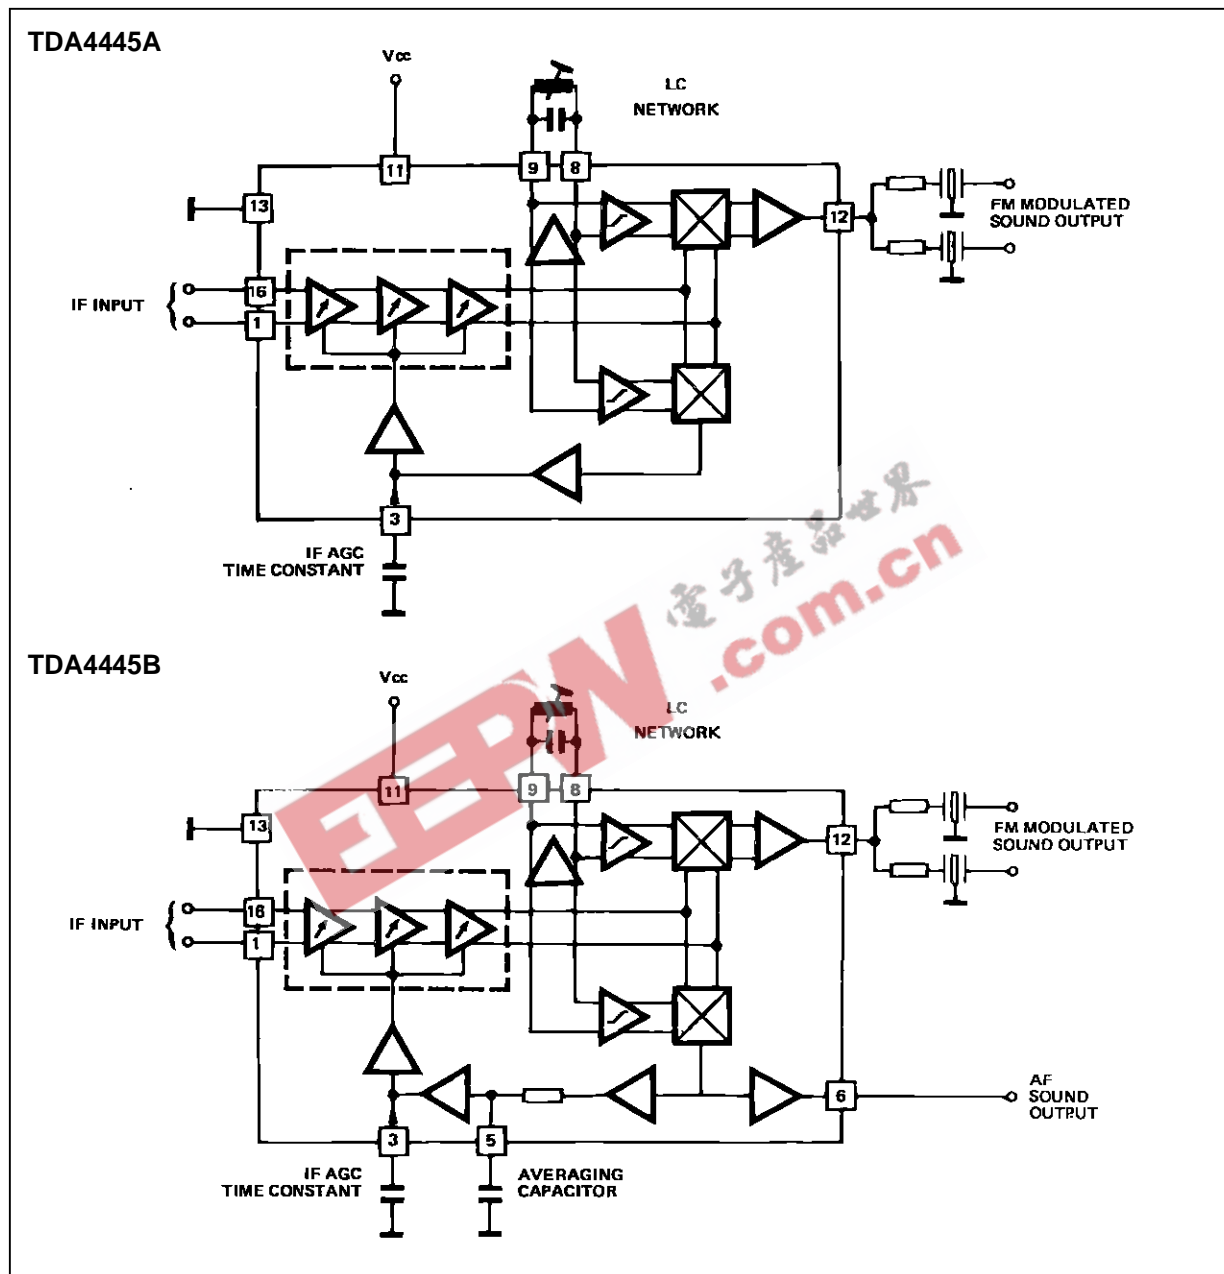 TDA4445A
Vcc
LC
NETWORK
11
9
8
13
12
FM MODULATED
SOUND OUTPUT
16
IF INPUT
1
3
IF AGC
TIME CONSTANT
電子産品世界
.com.cn
EEPW
TDA4445B
Vcc
LC
NETWORK
11
9
8
13
12
FM MODULATED
SOUND OUTPUT
16
IF INPUT
1
6
AF
SOUND
OUTPUT
3
5
IF AGC
TIME CONSTANT
AVERAGING
CAPACITOR